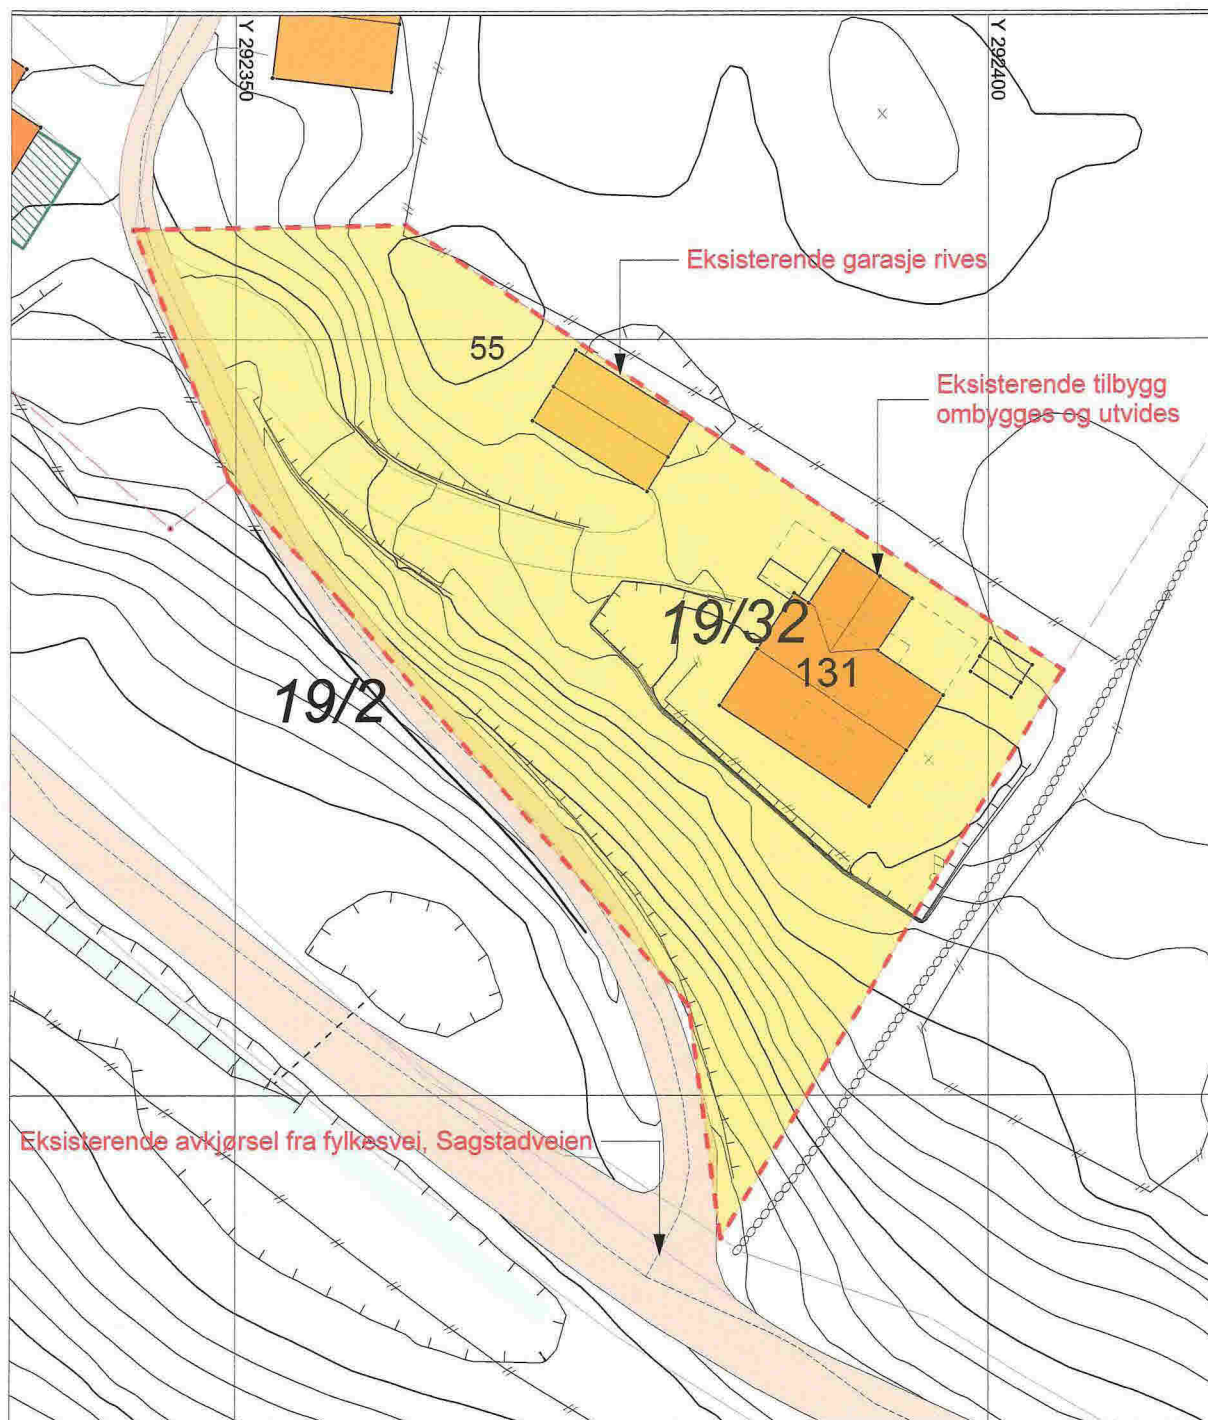 Y 292350
Y 292400
Eksisterende garasje rives
55
Eksisterende tilbygg
ombygges og utvides
19/32
131
19/2
Eksisterende avkjørsel fra fylkesvei, Sagstadveien